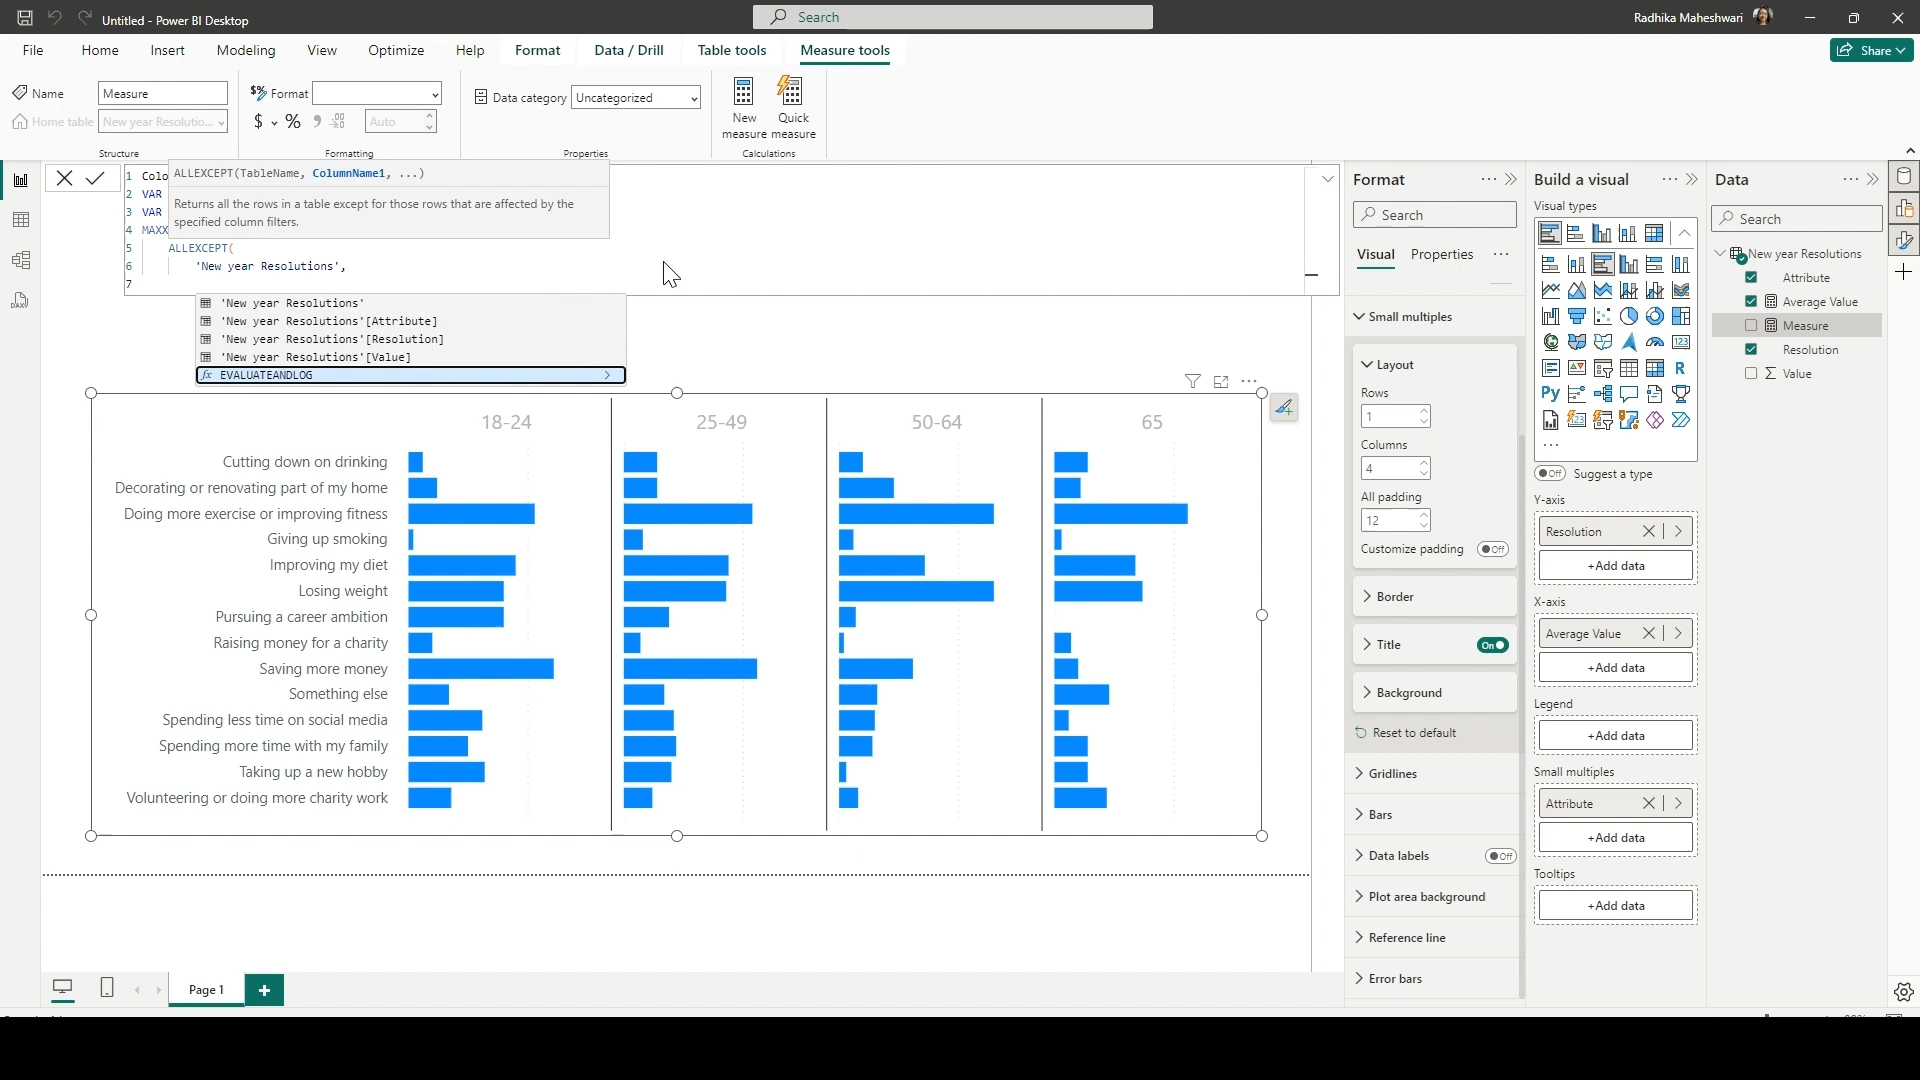 Untitled - Power BI Desktop
Search
Radhika Maheshwari
File
Home
Insert
Modeling
View
Optimize
Help
Format
Data / Drill
Table tools
Measure tools
Share
Name
Measure
Home table
New year Resolutio...
Structure
Format
$
%
Auto
Formatting
Data category
Uncategorized
Properties
New
measure
Quick
measure
Calculations
1 Colo
2 VAR
3 VAR
4 MAXX
5 ALLEXCEPT(
6 'New year Resolutions',
7
ALLEXCEPT(TableName, ColumnName1, ...)
Returns all the rows in a table except for those rows that are affected by the
specified column filters.
'New year Resolutions'
'New year Resolutions'[Attribute]
'New year Resolutions'[Resolution]
'New year Resolutions'[Value]
EVALUATEANDLOG
18-24
25-49
50-64
65
Cutting down on drinking
Decorating or renovating part of my home
Doing more exercise or improving fitness
Giving up smoking
Improving my diet
Losing weight
Pursuing a career ambition
Raising money for a charity
Saving more money
Something else
Spending less time on social media
Spending more time with my family
Taking up a new hobby
Volunteering or doing more charity work
Page 1
Format
Search
Visual
Properties
Small multiples
Layout
Rows
1
Columns
4
All padding
12
Customize padding
Off
Border
Title
On
Background
Reset to default
Gridlines
Bars
Data labels
Off
Plot area background
Reference line
Error bars
Build a visual
Visual types
R
Py
123
Off
Suggest a type
Y-axis
Resolution
+Add data
X-axis
Average Value
+Add data
Legend
+Add data
Small multiples
Attribute
+Add data
Tooltips
+Add data
Data
Search
New year Resolutions
Attribute
Average Value
Measure
Resolution
Value